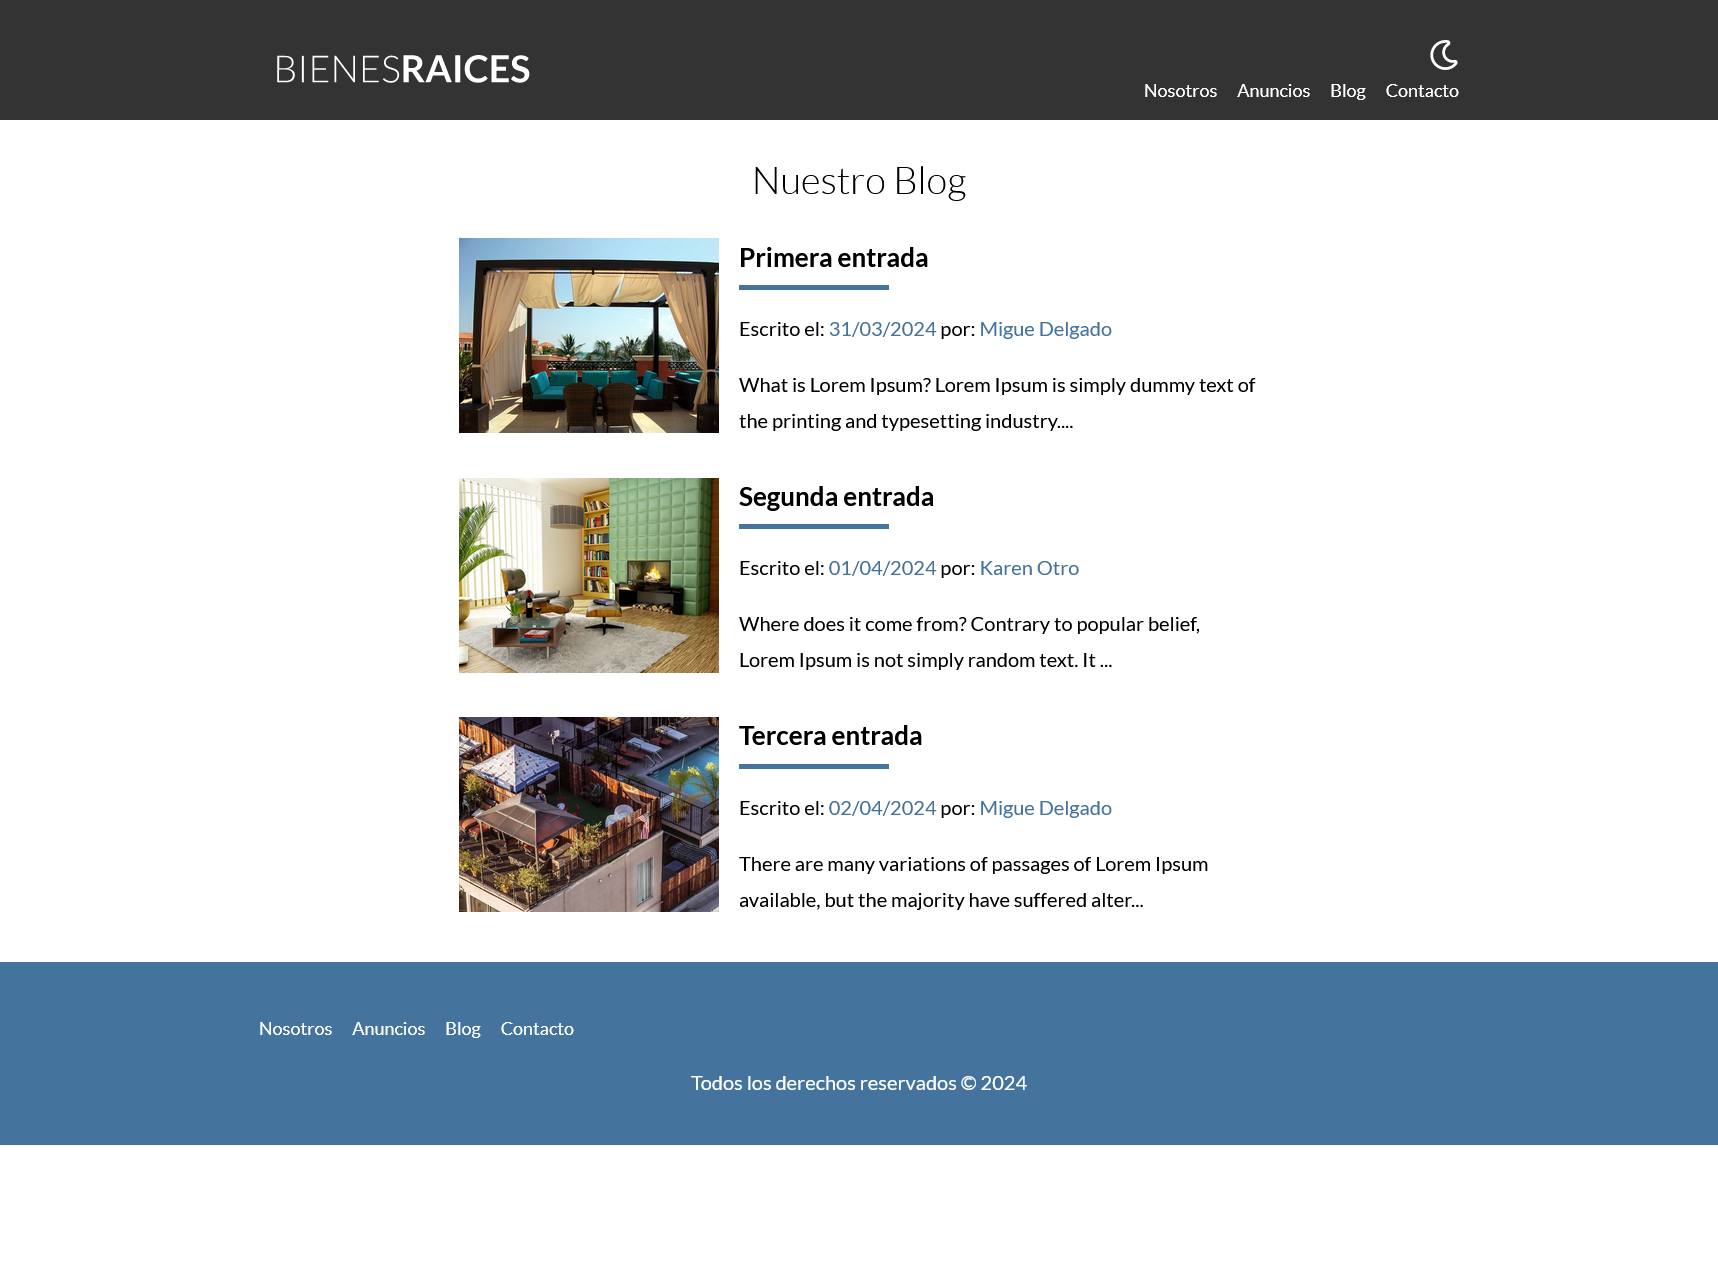 BIENESRAICES
Nosotros Anuncios Blog Contacto
Nuestro Blog
Primera entrada
Escrito el: 31/03/2024 por: Migue Delgado
What is Lorem Ipsum? Lorem Ipsum is simply dummy text of
the printing and typesetting industry....
Segunda entrada
Escrito el: 01/04/2024 por: Karen Otro
Where does it come from? Contrary to popular belief,
Lorem Ipsum is not simply random text. It ...
Tercera entrada
Escrito el: 02/04/2024 por: Migue Delgado
There are many variations of passages of Lorem Ipsum
available, but the majority have suffered alter...
Nosotros Anuncios Blog Contacto
Todos los derechos reservados © 2024